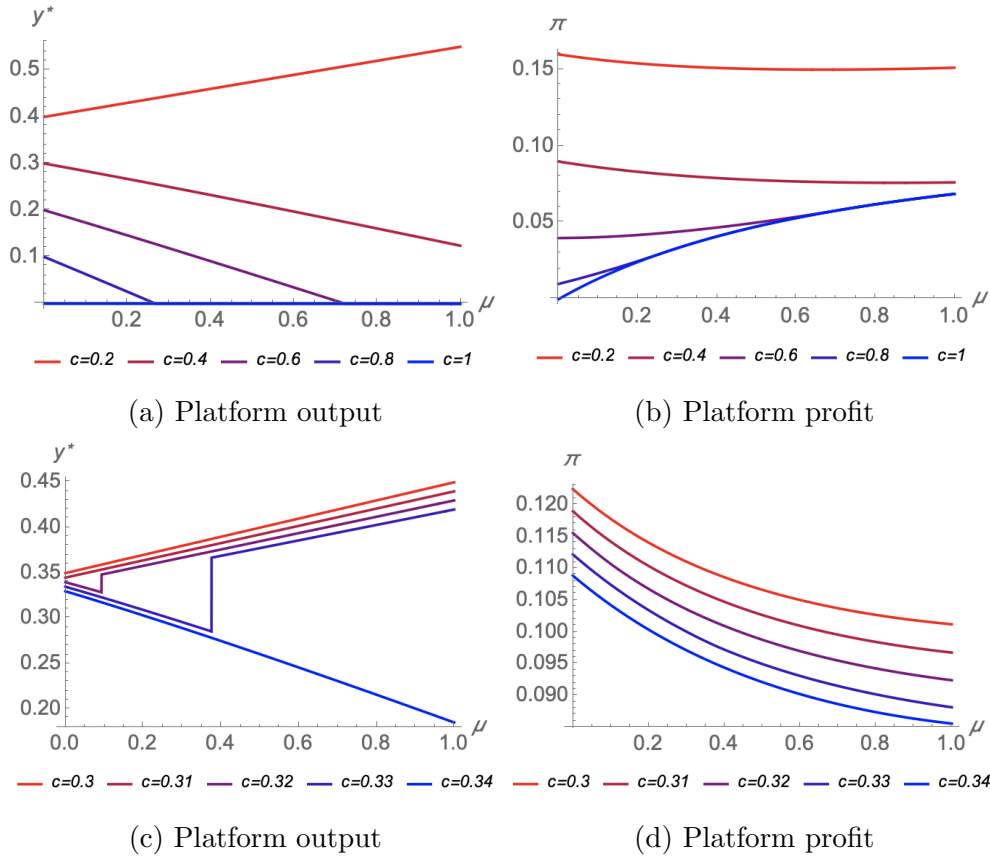 y*
0.5
0.4
0.3
0.2
0.1
0.2 0.4 0.6 0.8 1.0 μ
c=0.2 c=0.4 c=0.6 c=0.8 c=1
(a) Platform output
π
0.15
0.10
0.05
0.2 0.4 0.6 0.8 1.0 μ
c=0.2 c=0.4 c=0.6 c=0.8 c=1
(b) Platform profit
y*
0.45
0.40
0.35
0.30
0.25
0.20
0.0 0.2 0.4 0.6 0.8 1.0 μ
c=0.3 c=0.31 c=0.32 c=0.33 c=0.34
(c) Platform output
π
0.120
0.115
0.110
0.105
0.100
0.095
0.090
0.2 0.4 0.6 0.8 1.0 μ
c=0.3 c=0.31 c=0.32 c=0.33 c=0.34
(d) Platform profit